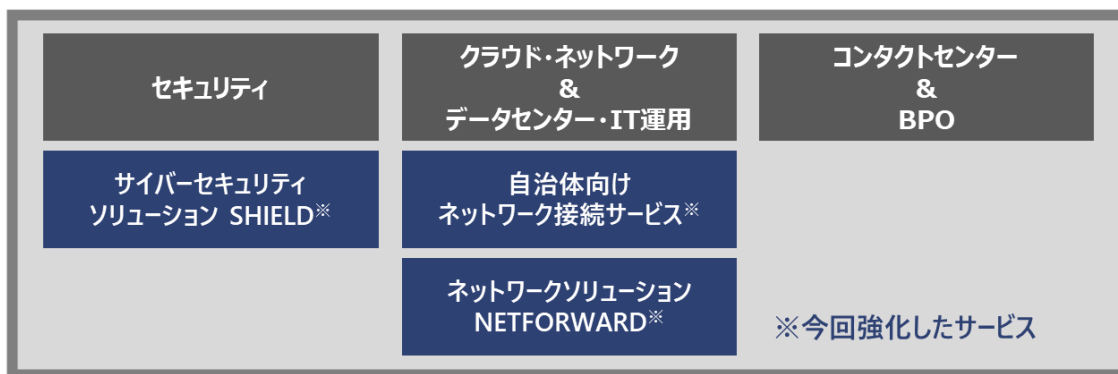 セキュリティ
クラウド・ネットワーク
&
データセンター・IT運用
コンタクトセンター
&
BPO
サイバーセキュリティ
ソリューション SHIELD※
自治体向け
ネットワーク接続サービス※
ネットワークソリューション
NETFORWARD※
※今回強化したサービス